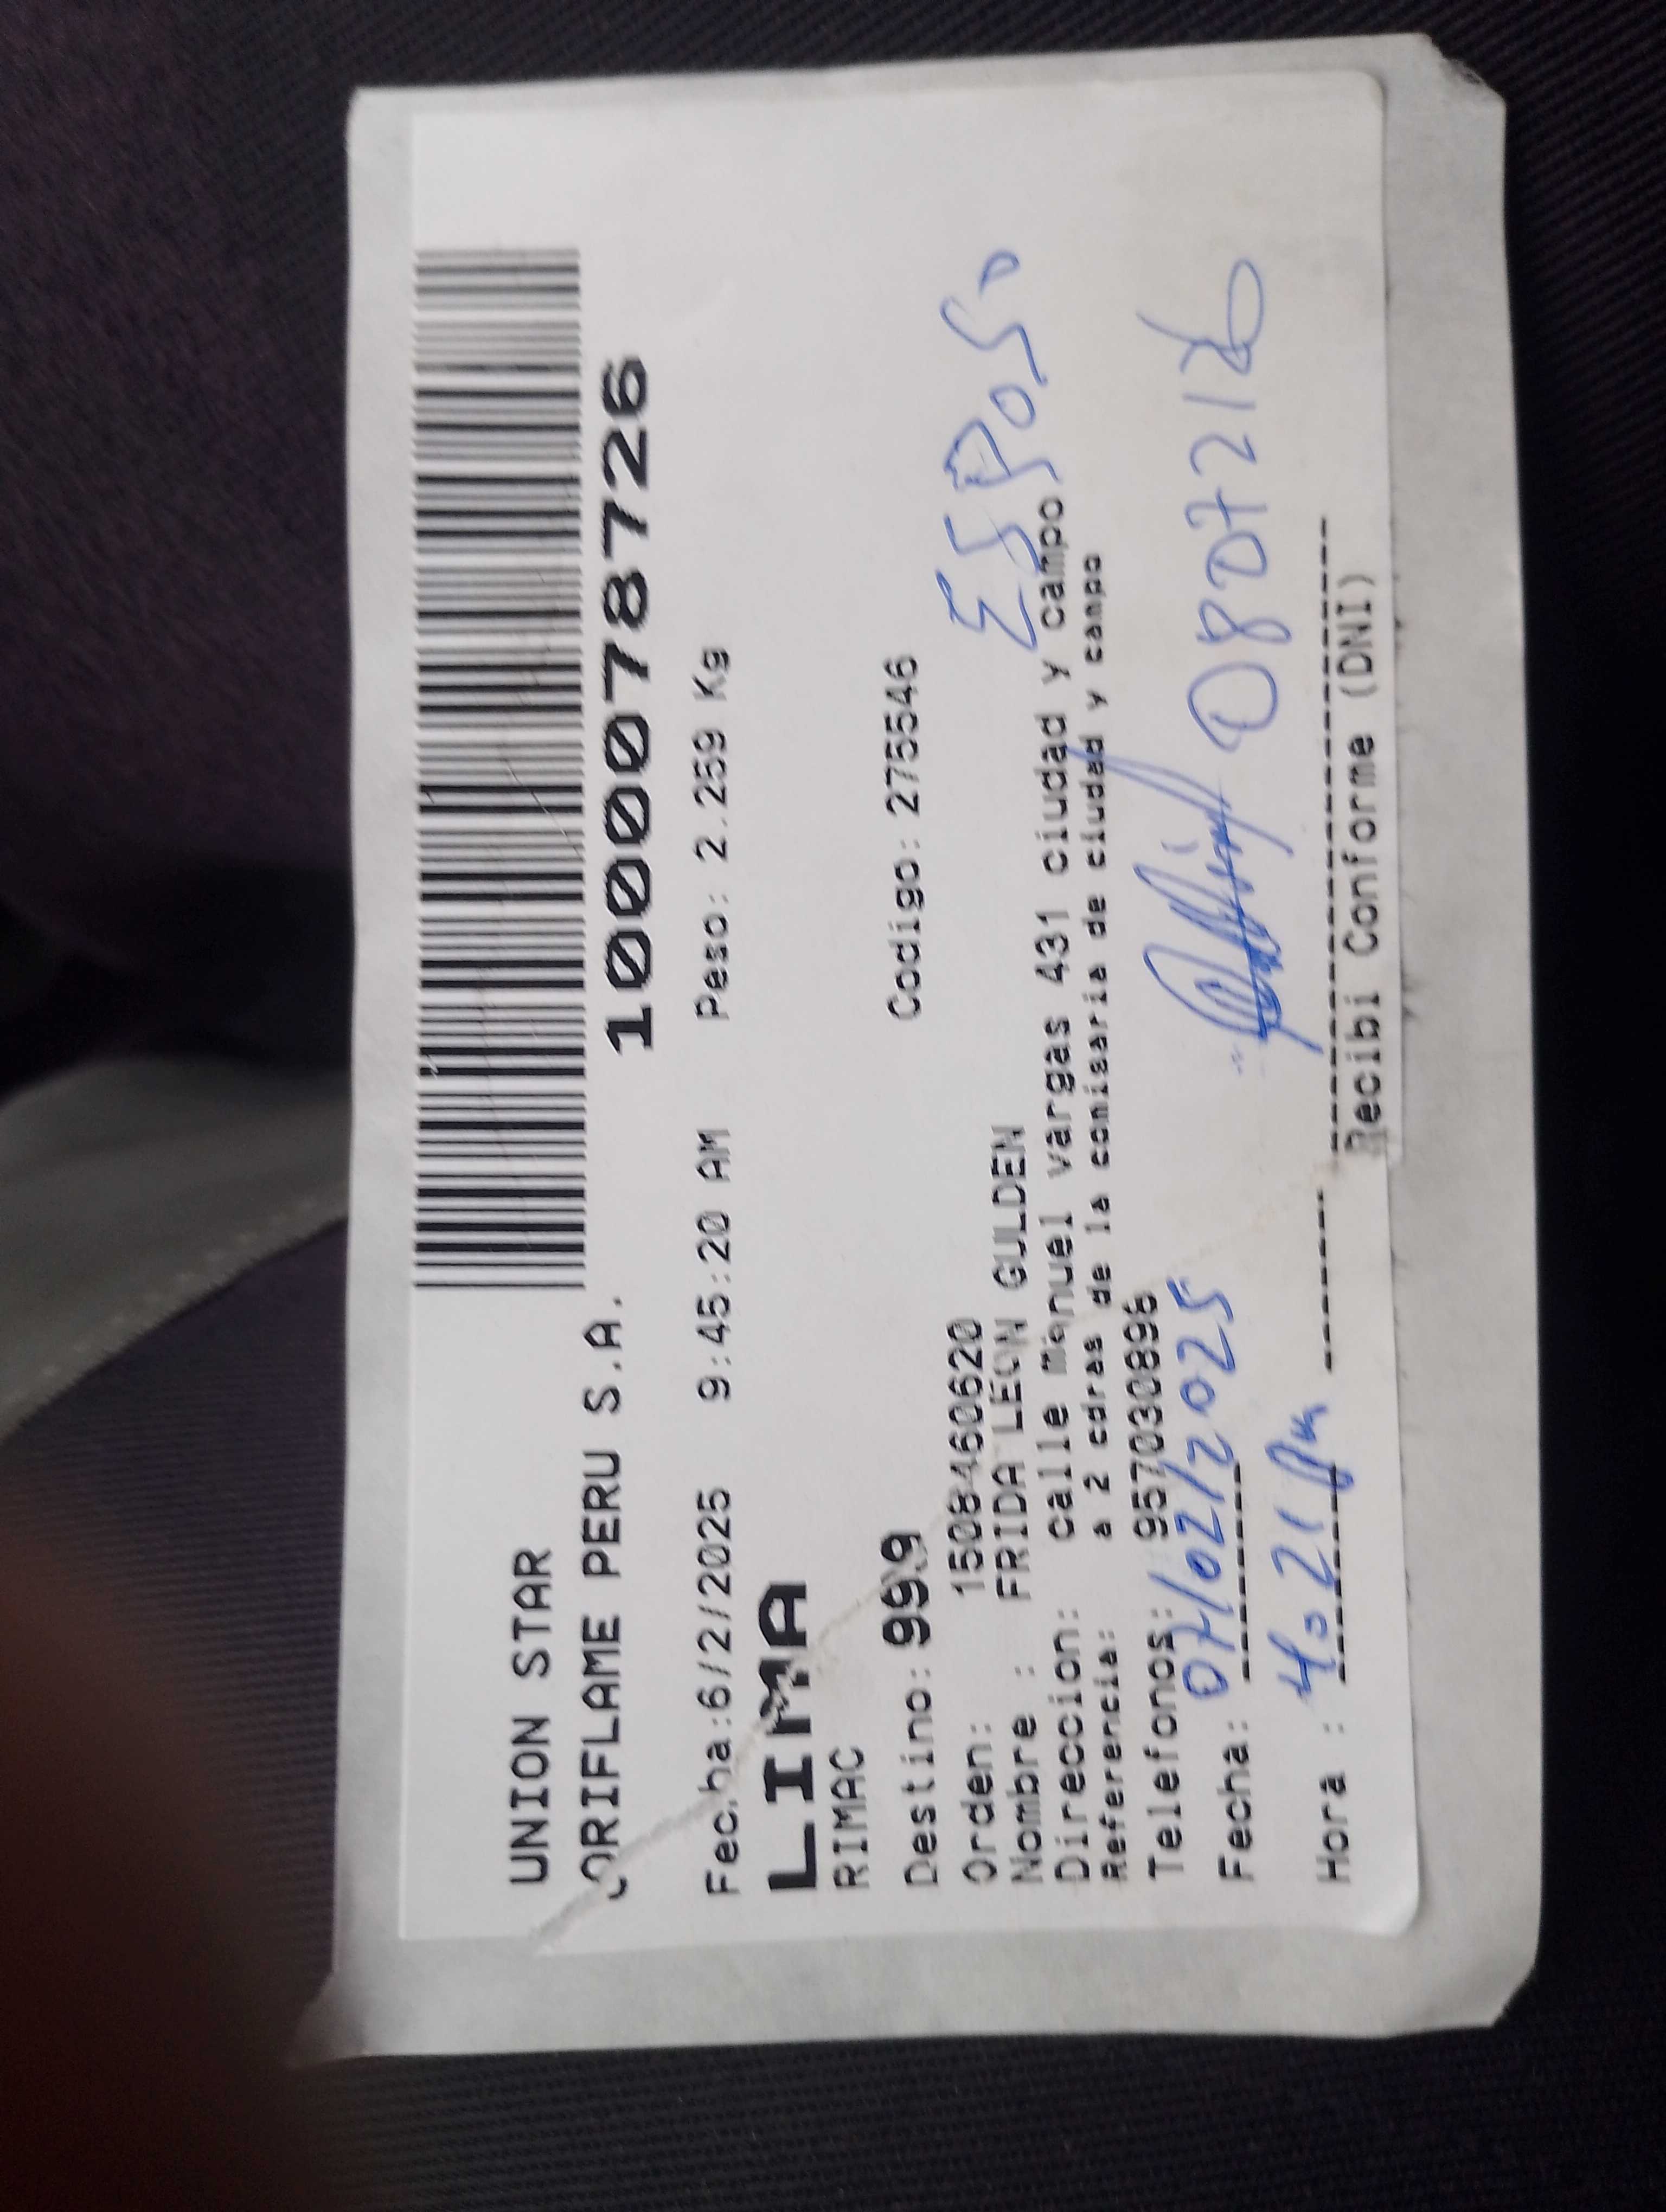 UNION STAR
ORIFLAME PERU S.A.
100078726
Fecha:6/2/2025 9:45:20 AM Peso: 2.259 Kg
LIMA
RIMAC
Destino: 999 Codigo: 275546
Orden: 1508460620
Nombre : FRIDA LEON GULDEN
ESPOSO
Direccion: calle manuel vargas 431 ciudad y campo
Referencia: a 2 cdras de la comisaria de ciudad y campo
Telefonos: 957030896
Fecha: 07/02/2025
Hora : 4:21 Pm
Recibi Conforme (DNI)